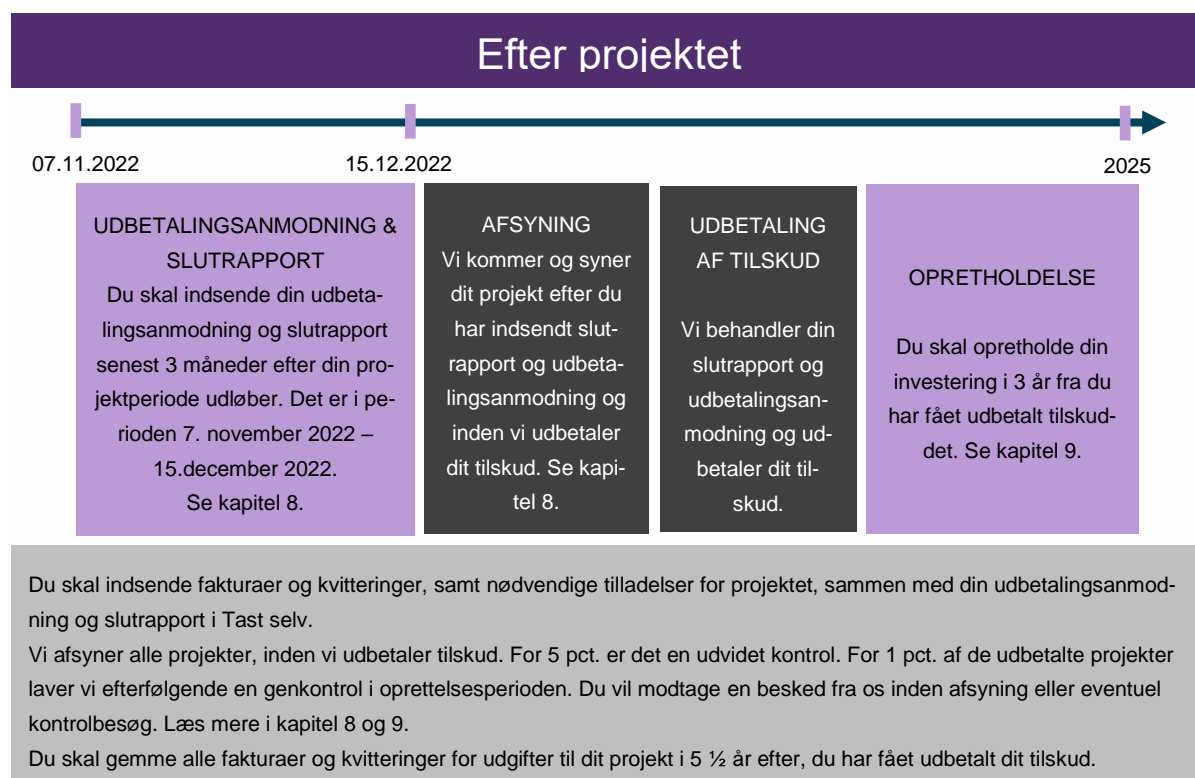 Efter projektet
07.11.2022
15.12.2022
2025
UDBETALINGSANMODNING &
SLUTRAPPORT
Du skal indsende din udbeta-
lingsanmodning og slutrapport
senest 3 måneder efter din pro-
jektperiode udløber. Det er i pe-
rioden 7. november 2022 –
15.december 2022.
Se kapitel 8.
AFSYNING
Vi kommer og syner
dit projekt efter du
har indsendt slut-
rapport og udbeta-
lingsanmodning og
inden vi udbetaler
dit tilskud. Se kapi-
tel 8.
UDBETALING
AF TILSKUD
Vi behandler din
slutrapport og
udbetalingsan-
modning og ud-
betaler dit til-
skud.
OPRETHOLDELSE
Du skal opretholde din
investering i 3 år fra du
har fået udbetalt tilskud-
det. Se kapitel 9.
Du skal indsende fakturaer og kvitteringer, samt nødvendige tilladelser for projektet, sammen med din udbetalingsanmod-
ning og slutrapport i Tast selv.
Vi afsyner alle projekter, inden vi udbetaler tilskud. For 5 pct. er det en udvidet kontrol. For 1 pct. af de udbetalte projekter
laver vi efterfølgende en genkontrol i oprettelsesperioden. Du vil modtage en besked fra os inden afsyning eller eventuel
kontrolbesøg. Læs mere i kapitel 8 og 9.
Du skal gemme alle fakturaer og kvitteringer for udgifter til dit projekt i 5 ½ år efter, du har fået udbetalt dit tilskud.